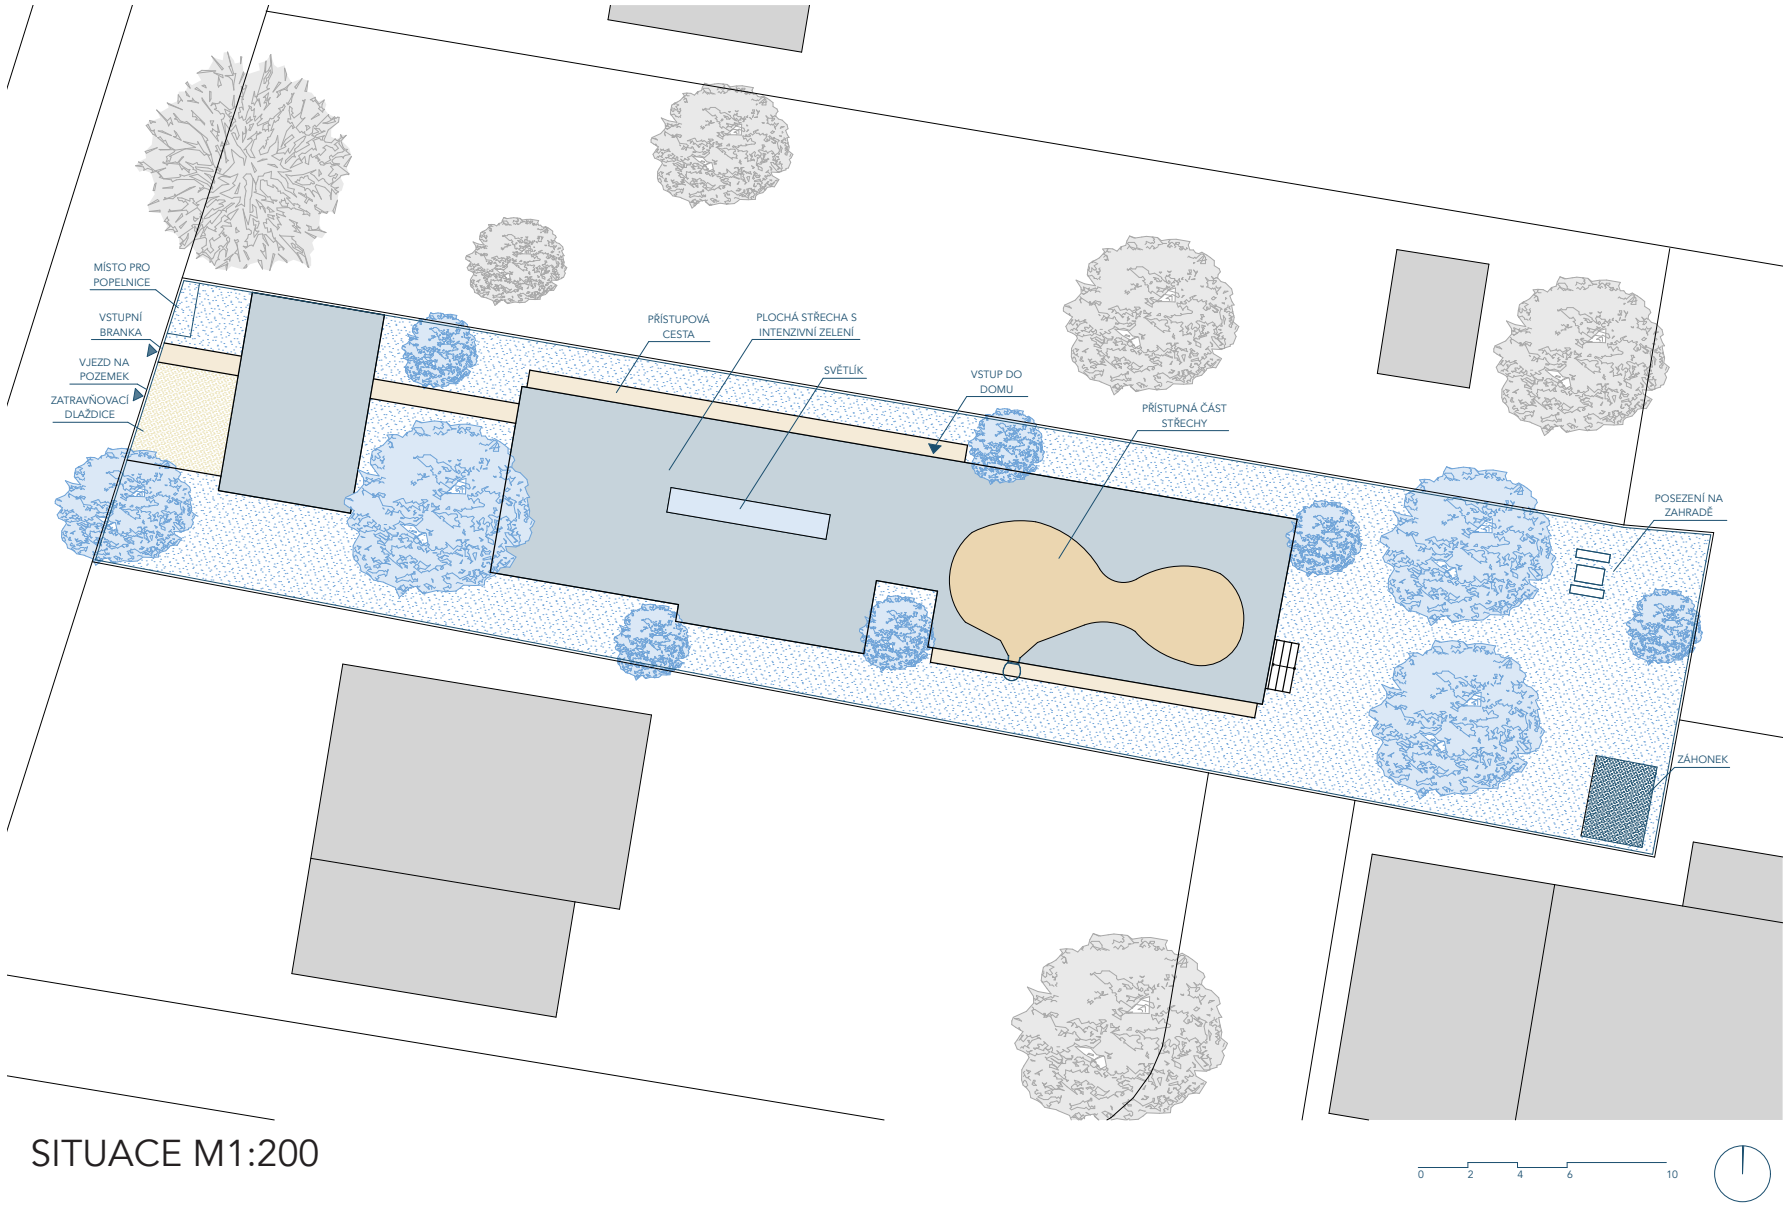 MÍSTO PRO
POPELNICE
VSTUPNÍ
BRANKA
VJEZD NA
POZEMEK
ZATRAVŇOVACÍ
DLAŽDICE
PŘÍSTUPOVÁ
CESTA
PLOCHÁ STŘECHA S
INTENZIVNÍ ZELENÍ
SVĚTLÍK
VSTUP DO
DOMU
PŘÍSTUPNÁ ČÁST
STŘECHY
POSEZENÍ NA
ZAHRADĚ
ZÁHONEK
SITUACE M1:200
0 2 4 6 10